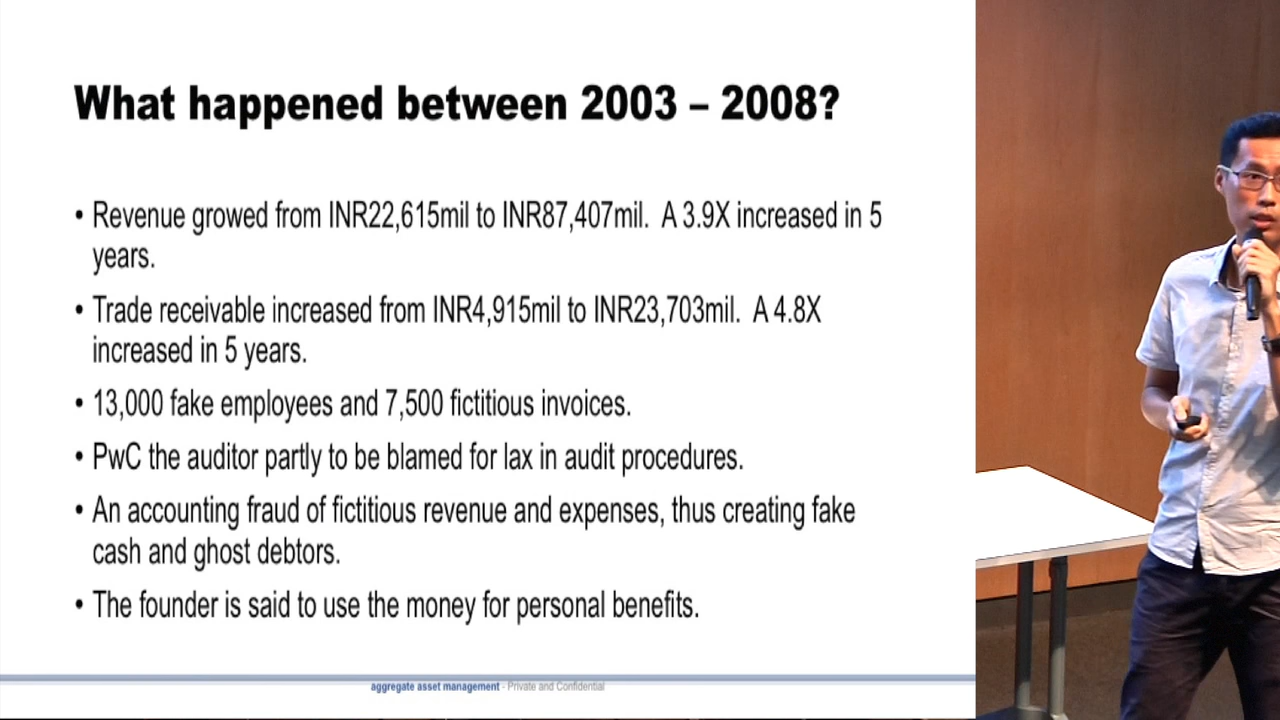 What happened between 2003 – 2008?
• Revenue growed from INR22,615mil to INR87,407mil.  A 3.9X increased in 5
years.
• Trade receivable increased from INR4,915mil to INR23,703mil.  A 4.8X
increased in 5 years.
• 13,000 fake employees and 7,500 fictitious invoices.
• PwC the auditor partly to be blamed for lax in audit procedures.
• An accounting fraud of fictitious revenue and expenses, thus creating fake
cash and ghost debtors.
• The founder is said to use the money for personal benefits.
aggregate asset management - Private and Confidential